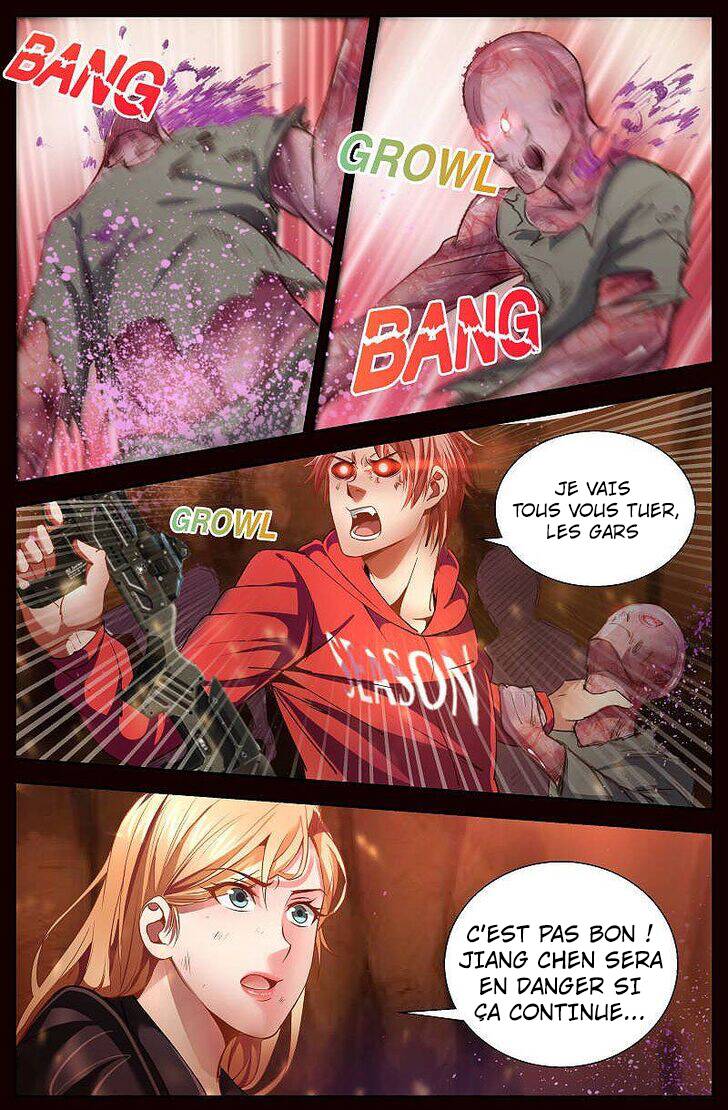 BANG
GROWL
BANG
GROWL
JE VAIS
TOUS VOUS TUER,
LES GARS
SEASON
C'EST PAS BON !
JIANG CHEN SERA
EN DANGER SI
ÇA CONTINUE...